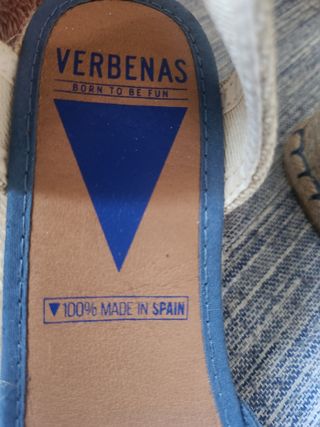 VERBENAS
BORN TO BE FUN
100% MADE IN SPAIN